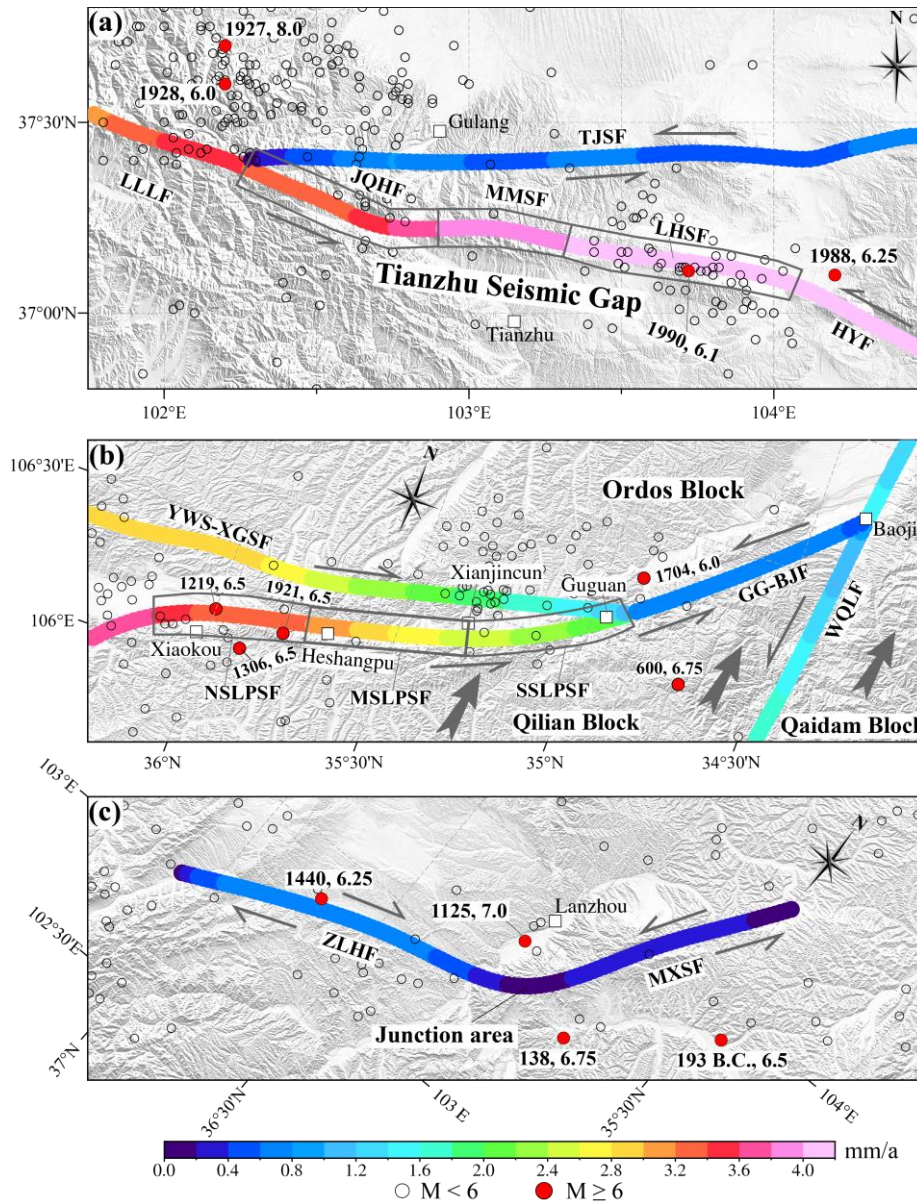 (a)
1927, 8.0
N
1928, 6.0
37°30'N
Gulang
TJSF
LLLF
JQHF
MMSF
LHSF
1988, 6.25
Tianzhu Seismic Gap
37°00'N
Tianzhu
1990, 6.1
HYF
102°E
103°E
104°E
(b)
106°30'E
N
Ordos Block
YWS-XGSF
Baoji
1219, 6.5
1921, 6.5
Xianjincun
Guguan
1704, 6.0
GG-BJF
106°E
WQLF
Xiaokou
1306, 6.5
Heshangpu
600, 6.75
NSLPSF
MSLPSF
SSLPSF
Qilian Block
Qaidam Block
36°N
35°30'N
35°N
34°30'N
103°E
(c)
N
1440, 6.25
1125, 7.0
Lanzhou
102°30'E
ZLHF
MXSF
Junction area
37°N
138, 6.75
193 B.C., 6.5
36°30'N
103 E
35°30'N
104°E
mm/a
0.0 0.4 0.8 1.2 1.6 2.0 2.4 2.8 3.2 3.6 4.0
M < 6 M ≥ 6